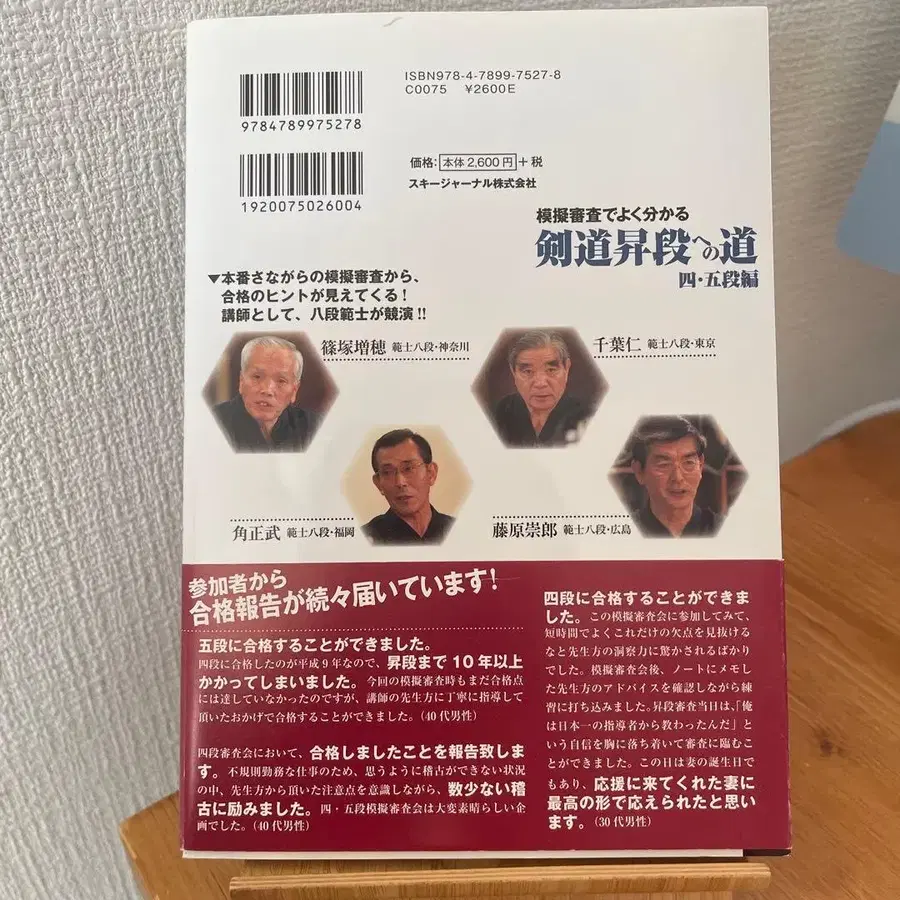 ISBN978-4-7899-7527-8
C0075 ¥2600E
9784789975278
価格：本体2,600円＋税
スキージャーナル株式会社
1920075026004
模擬審査でよく分かる
剣道昇段への道
四・五段編
▼本番さながらの模擬審査から、
合格のヒントが見えてくる！
講師として、八段範士が競演!!
篠塚増穂 範士八段・神奈川
千葉仁 範士八段・東京
角正武 範士八段・福岡
藤原崇郎 範士八段・広島
参加者から
合格報告が続々届いています！
五段に合格することができました。
四段に合格したのが平成9年なので、昇段まで10年以上
かかってしまいました。今回の模擬審査時もまだ合格点
には達していなかったのですが、講師の先生方に丁寧に指導して
頂いたおかげで合格することができました。（40代男性）
四段審査会において、合格しましたことを報告致しま
す。不規則勤務な仕事のため、思うように稽古ができない状況
の中、先生方から頂いた注意点を意識しながら、数少ない稽
古に励みました。四・五段模擬審査会は大変素晴らしい企
画でした。（40代男性）
四段に合格することができま
した。この模擬審査会に参加してみて、
短時間でよくこれだけの欠点を見抜ける
なと先生方の洞察力に驚かされるばかり
でした。模擬審査会後、ノートにメモし
た先生方のアドバイスを確認しながら練
習に打ち込みました。昇段審査当日は、「俺
は日本一の指導者から教わったんだ」と
いう自信を胸に落ち着いて審査に臨むこ
とができました。この日は妻の誕生日で
もあり、応援に来てくれた妻に
最高の形で応えられたと思い
ます。（30代男性）